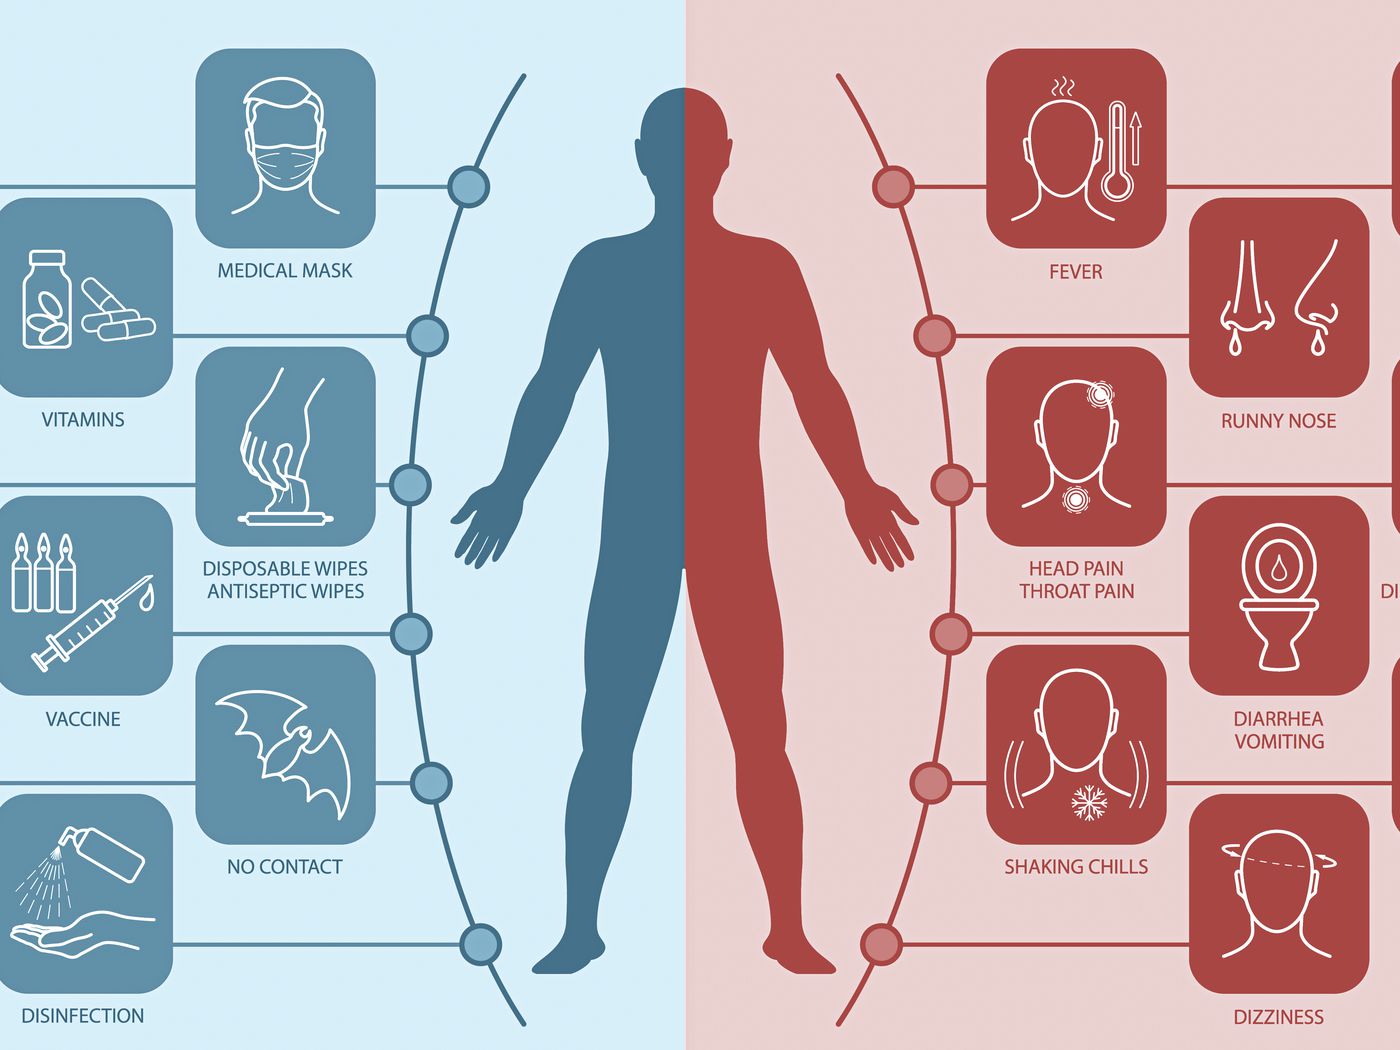 MEDICAL MASK
VITAMINS
DISPOSABLE WIPES
ANTISEPTIC WIPES
VACCINE
NO CONTACT
DISINFECTION
FEVER
RUNNY NOSE
HEAD PAIN
THROAT PAIN
DIARRHEA
VOMITING
SHAKING CHILLS
DIZZINESS
DI